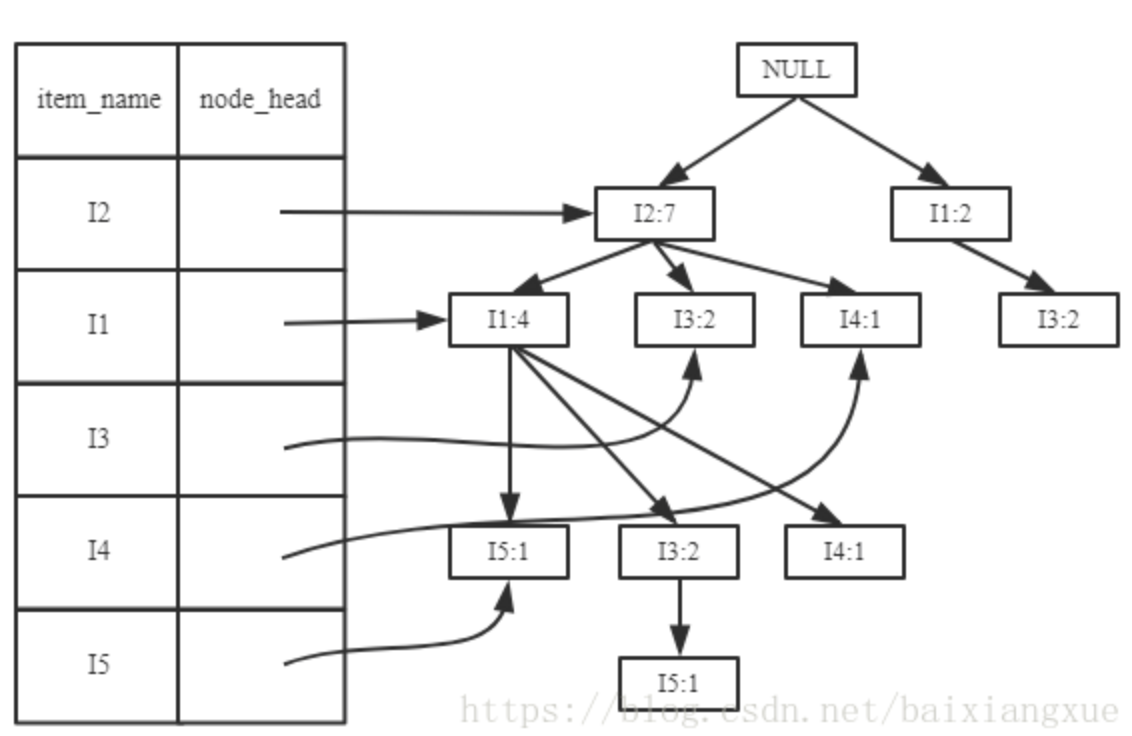 item_name node_head
NULL
I2
I2:7 I1:2
I1
I1:4 I3:2 I4:1 I3:2
I3
I4
I5:1 I3:2 I4:1
I5
I5:1
https://blog.csdn.net/baixiangxue